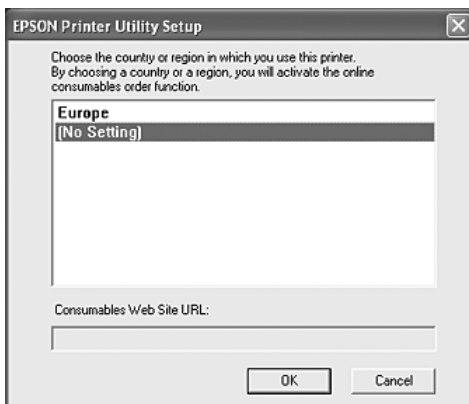 EPSON Printer Utility Setup
Choose the country or region in which you use this printer.
By choosing a country or a region, you will activate the online
consumables order function.
Europe
(No Setting)
Consumables Web Site URL:
OK
Cancel